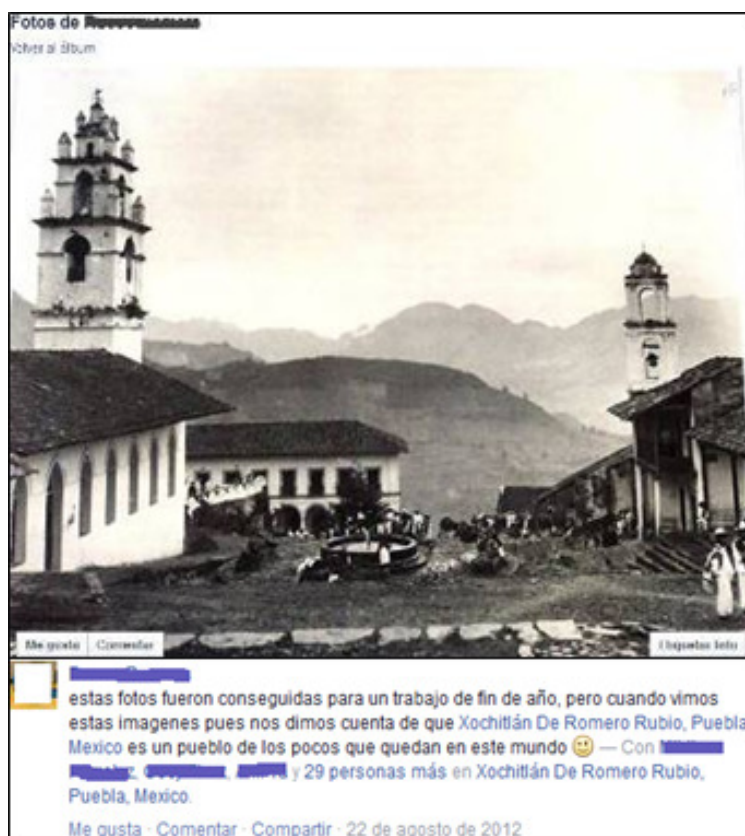 Fotos de
Volver al álbum
Me gusta Comentar Etiquetar foto
estas fotos fueron conseguidas para un trabajo de fin de año, pero cuando vimos
estas imagenes pues nos dimos cuenta de que Xochitlán De Romero Rubio, Puebla
Mexico es un pueblo de los pocos que quedan en este mundo — Con
y 29 personas más en Xochitlán De Romero Rubio,
Puebla, Mexico.
Me gusta · Comentar · Compartir · 22 de agosto de 2012